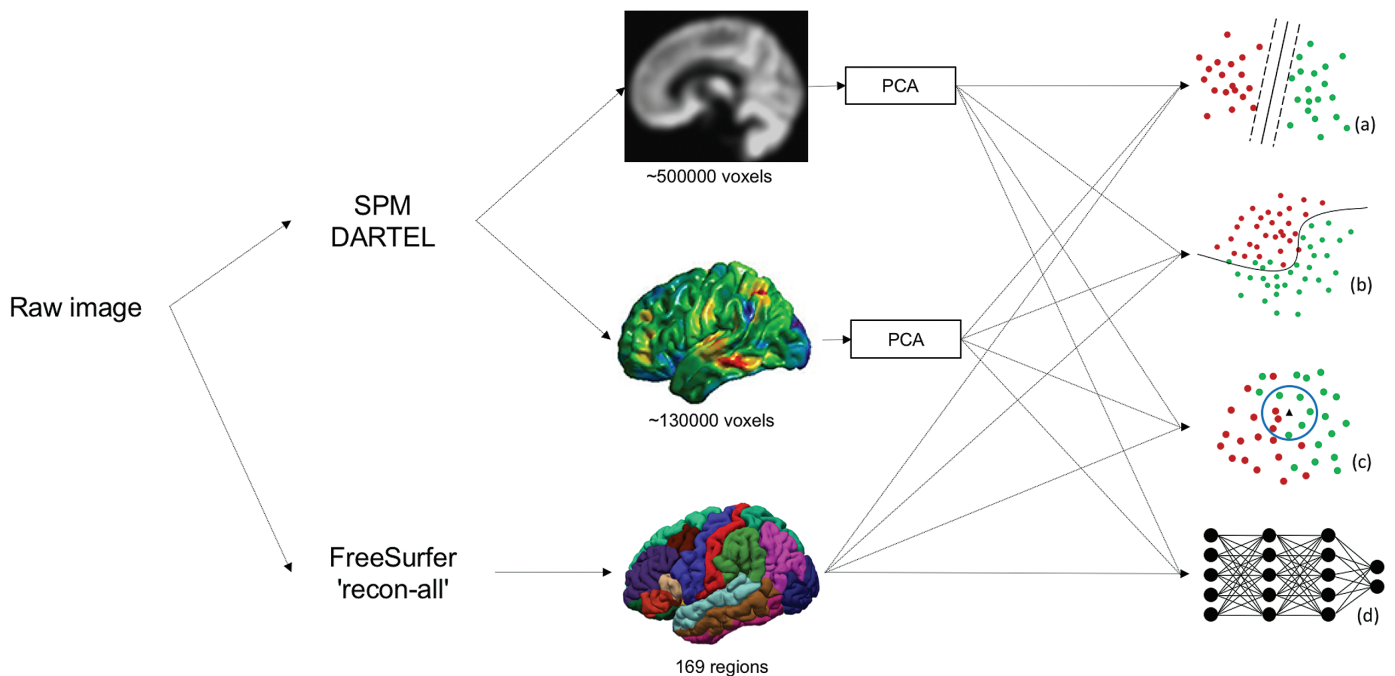 Raw image
SPM
DARTEL
FreeSurfer
'recon-all'
~500000 voxels
~130000 voxels
169 regions
PCA
PCA
(a)
(b)
(c)
(d)